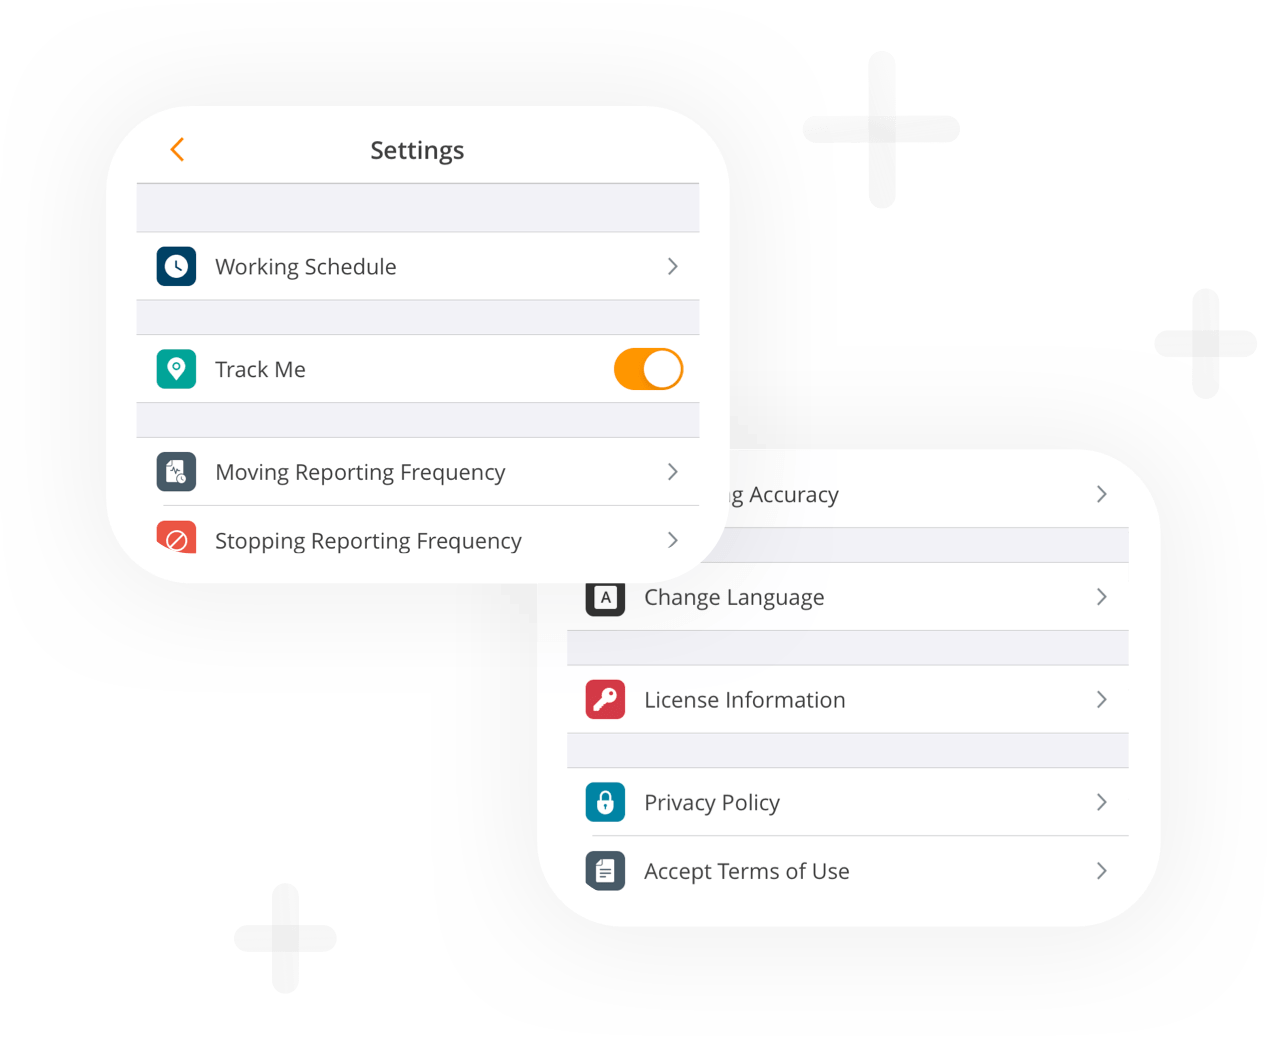 Settings
Working Schedule
Track Me
Moving Reporting Frequency
Stopping Reporting Frequency
Accuracy
A
Change Language
License Information
Privacy Policy
Accept Terms of Use